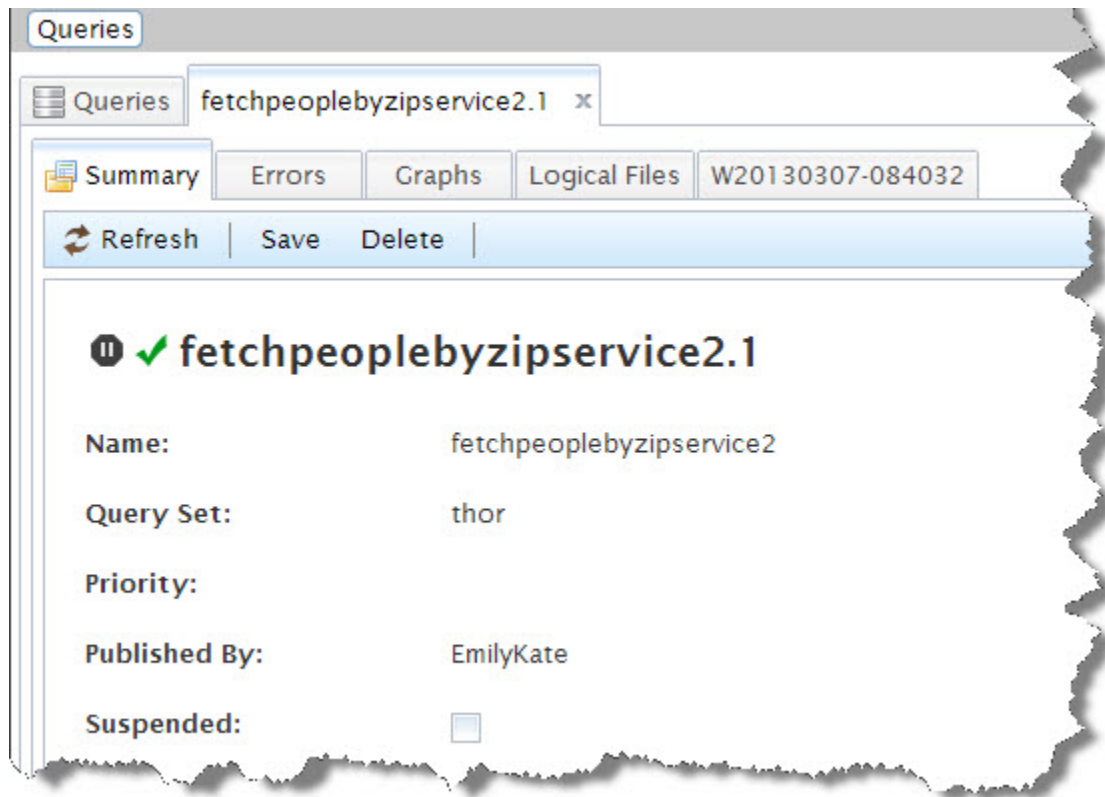 Queries
Queries fetchpeoplebyzipservice2.1 x
Summary Errors Graphs Logical Files W20130307-084032
Refresh Save Delete
fetchpeoplebyzipservice2.1
Name: fetchpeoplebyzipservice2
Query Set: thor
Priority:
Published By: EmilyKate
Suspended: